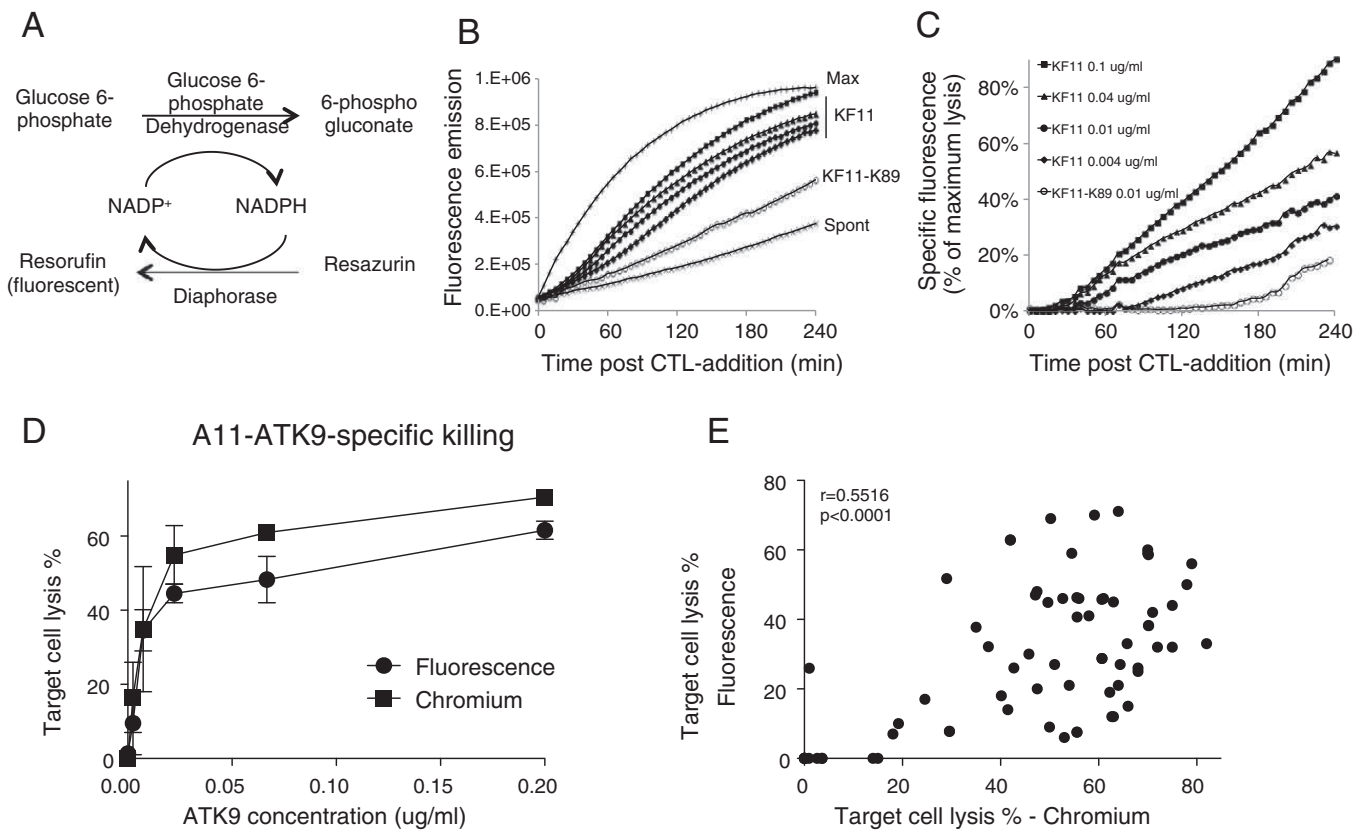 A
Glucose 6-
phosphate
Glucose 6-
phosphate
Dehydrogenase
6-phospho
gluconate
NADP+
NADPH
Resorufin
(fluorescent)
Resazurin
Diaphorase
B
Fluorescence emission
1.E+06
8.E+05
6.E+05
4.E+05
2.E+05
0.E+00
0
60
120
180
240
Time post CTL-addition (min)
Max
KF11
KF11-K89
Spont
C
Specific fluorescence
(% of maximum lysis)
80%
60%
40%
20%
0%
KF11 0.1 ug/ml
KF11 0.04 ug/ml
KF11 0.01 ug/ml
KF11 0.004 ug/ml
KF11-K89 0.01 ug/ml
0
60
120
180
240
Time post CTL-addition (min)
D
A11-ATK9-specific killing
Target cell lysis %
60
40
20
0
Fluorescence
Chromium
0.00
0.05
0.10
0.15
0.20
ATK9 concentration (ug/ml)
E
Target cell lysis %
Fluorescence
80
60
40
20
0
r=0.5516
p<0.0001
0
20
40
60
80
Target cell lysis % - Chromium